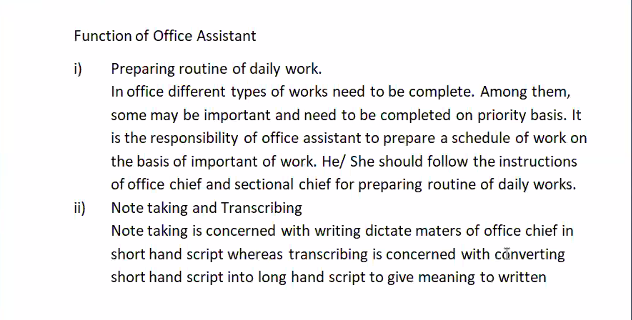 Function of Office Assistant
i) Preparing routine of daily work.
In office different types of works need to be complete. Among them,
some may be important and need to be completed on priority basis. It
is the responsibility of office assistant to prepare a schedule of work on
the basis of important of work. He/ She should follow the instructions
of office chief and sectional chief for preparing routine of daily works.
ii) Note taking and Transcribing
Note taking is concerned with writing dictate maters of office chief in
short hand script whereas transcribing is concerned with converting
short hand script into long hand script to give meaning to written